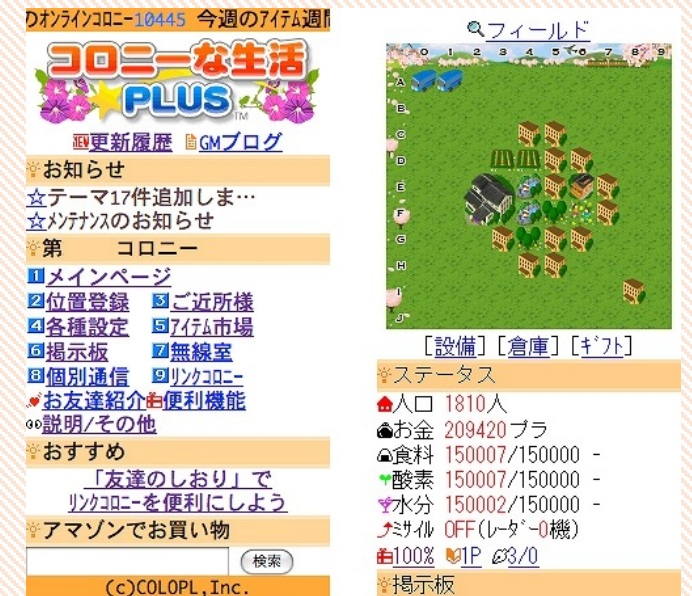 のオンラインコロニー10445 今週のアイテム週間
コロニーな生活
PLUS TM
NEW更新履歴 GMブログ
お知らせ
☆テーマ17件追加しま…
☆メンテナンスのお知らせ
第 コロニー
1メインページ
2位置登録 3ご近所様
4各種設定 5アイテム市場
6掲示板 7無線室
8個別通信 9リンクコロニー
お友達紹介 便利機能
説明/その他
おすすめ
「友達のしおり」で
リンクコロニーを便利にしよう
アマゾンでお買い物
検索
(c)COLOPL,Inc.
フィールド
0 1 2 3 4 5 6 7 8 9
A
B
C
D
E
F
G
H
I
J
[設備] [倉庫] [ギフト]
ステータス
人口 1810人
お金 209420プラ
食料 150007/150000 -
酸素 150007/150000 -
水分 150002/150000 -
ミサイル OFF(レーダー0機)
100% 1P 3/0
掲示板